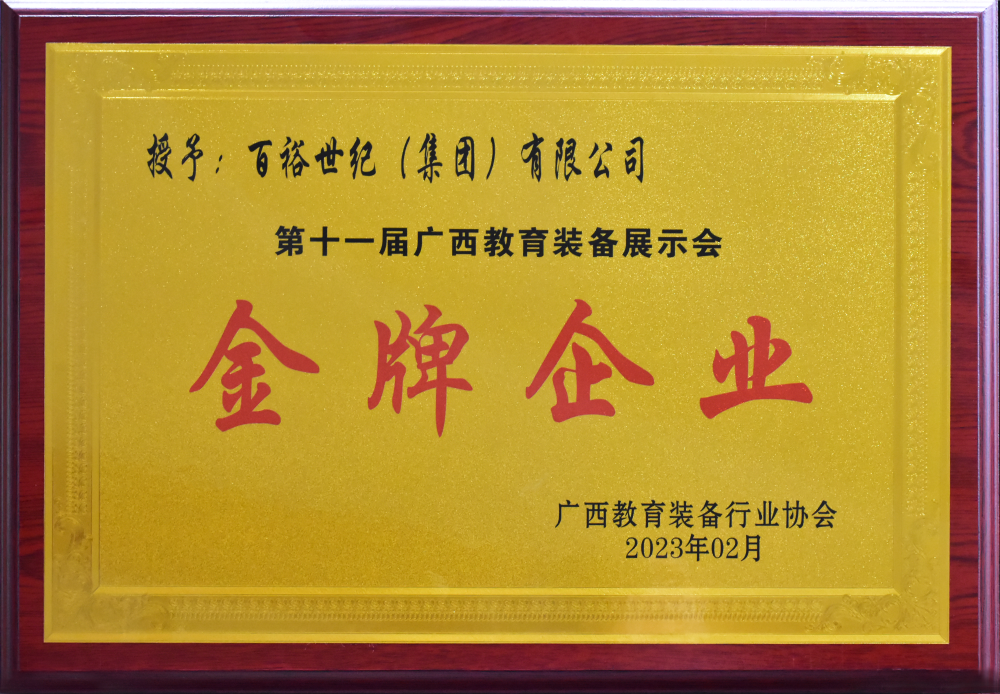 授予：百裕世纪（集团）有限公司
第十一届广西教育装备展示会
金牌企业
广西教育装备行业协会
2023年02月